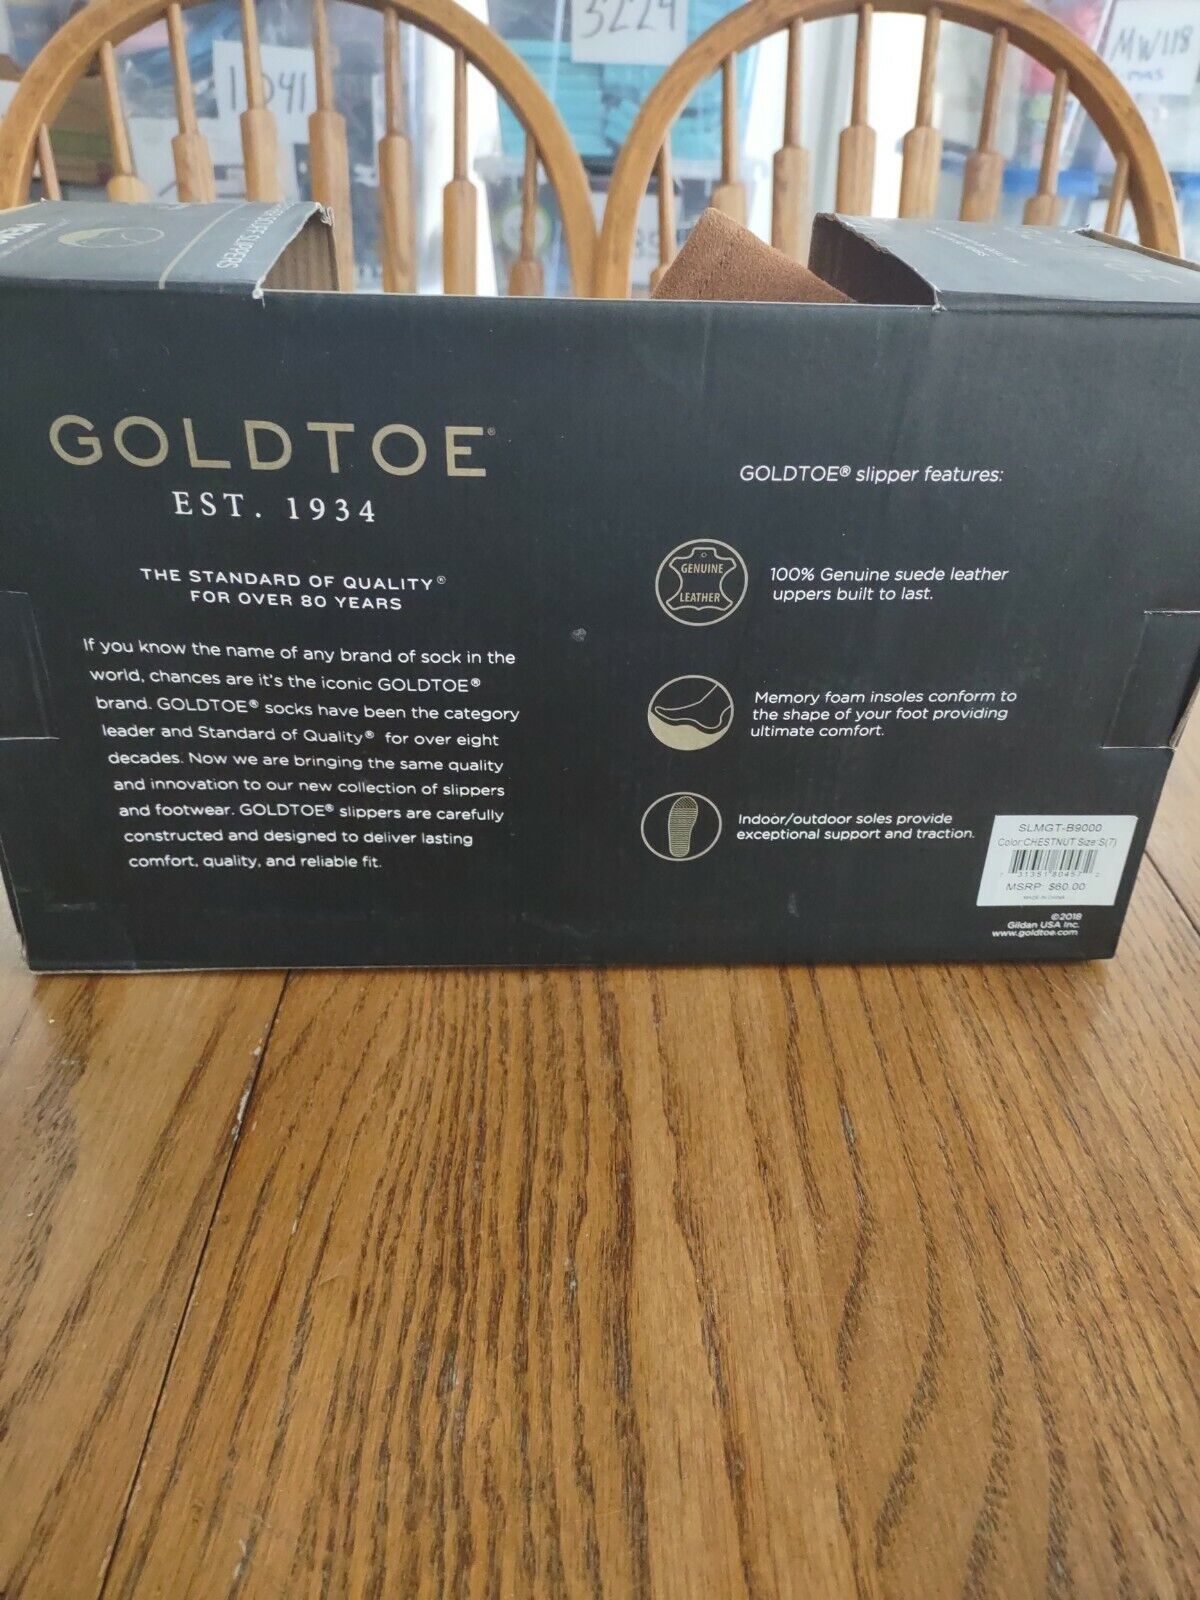 3229
1041
MW118
SLIPPERS
GOLDTOE®
EST. 1934
THE STANDARD OF QUALITY®
FOR OVER 80 YEARS
If you know the name of any brand of sock in the
world, chances are it's the iconic GOLDTOE®
brand. GOLDTOE® socks have been the category
leader and Standard of Quality® for over eight
decades. Now we are bringing the same quality
and innovation to our new collection of slippers
and footwear. GOLDTOE® slippers are carefully
constructed and designed to deliver lasting
comfort, quality, and reliable fit.
GOLDTOE® slipper features:
GENUINE
LEATHER
100% Genuine suede leather
uppers built to last.
Memory foam insoles conform to
the shape of your foot providing
ultimate comfort.
Indoor/outdoor soles provide
exceptional support and traction.
SLMGT-B9000
Color:CHESTNUT Size:S(7)
7 31351 80457 2
MSRP $60.00
MADE IN CHINA
©2018
Gildan USA Inc.
www.goldtoe.com